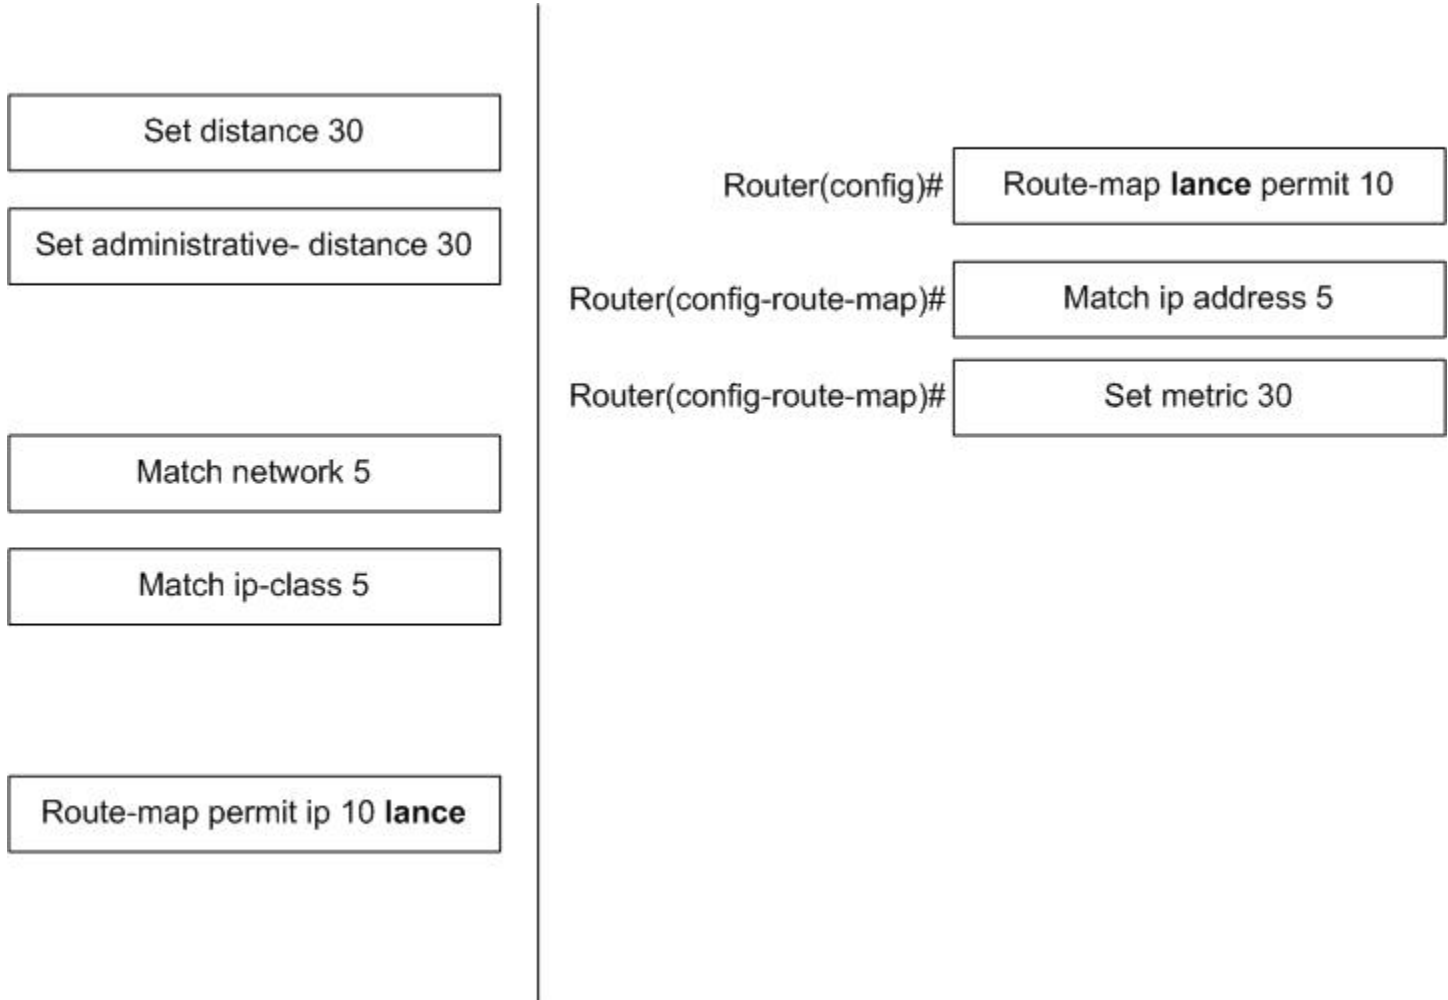 Set distance 30
Set administrative- distance 30
Match network 5
Match ip-class 5
Route-map permit ip 10 lance
Router(config)# Route-map lance permit 10
Router(config-route-map)# Match ip address 5
Router(config-route-map)# Set metric 30